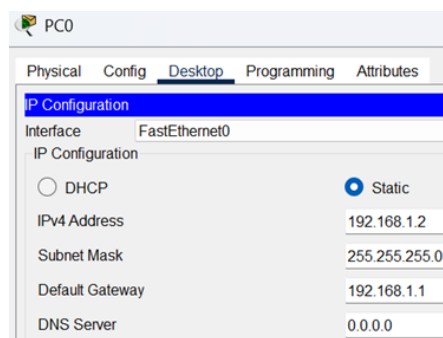 PC0
Physical Config Desktop Programming Attributes
IP Configuration
Interface FastEthernet0
IP Configuration
DHCP Static
IPv4 Address 192.168.1.2
Subnet Mask 255.255.255.0
Default Gateway 192.168.1.1
DNS Server 0.0.0.0